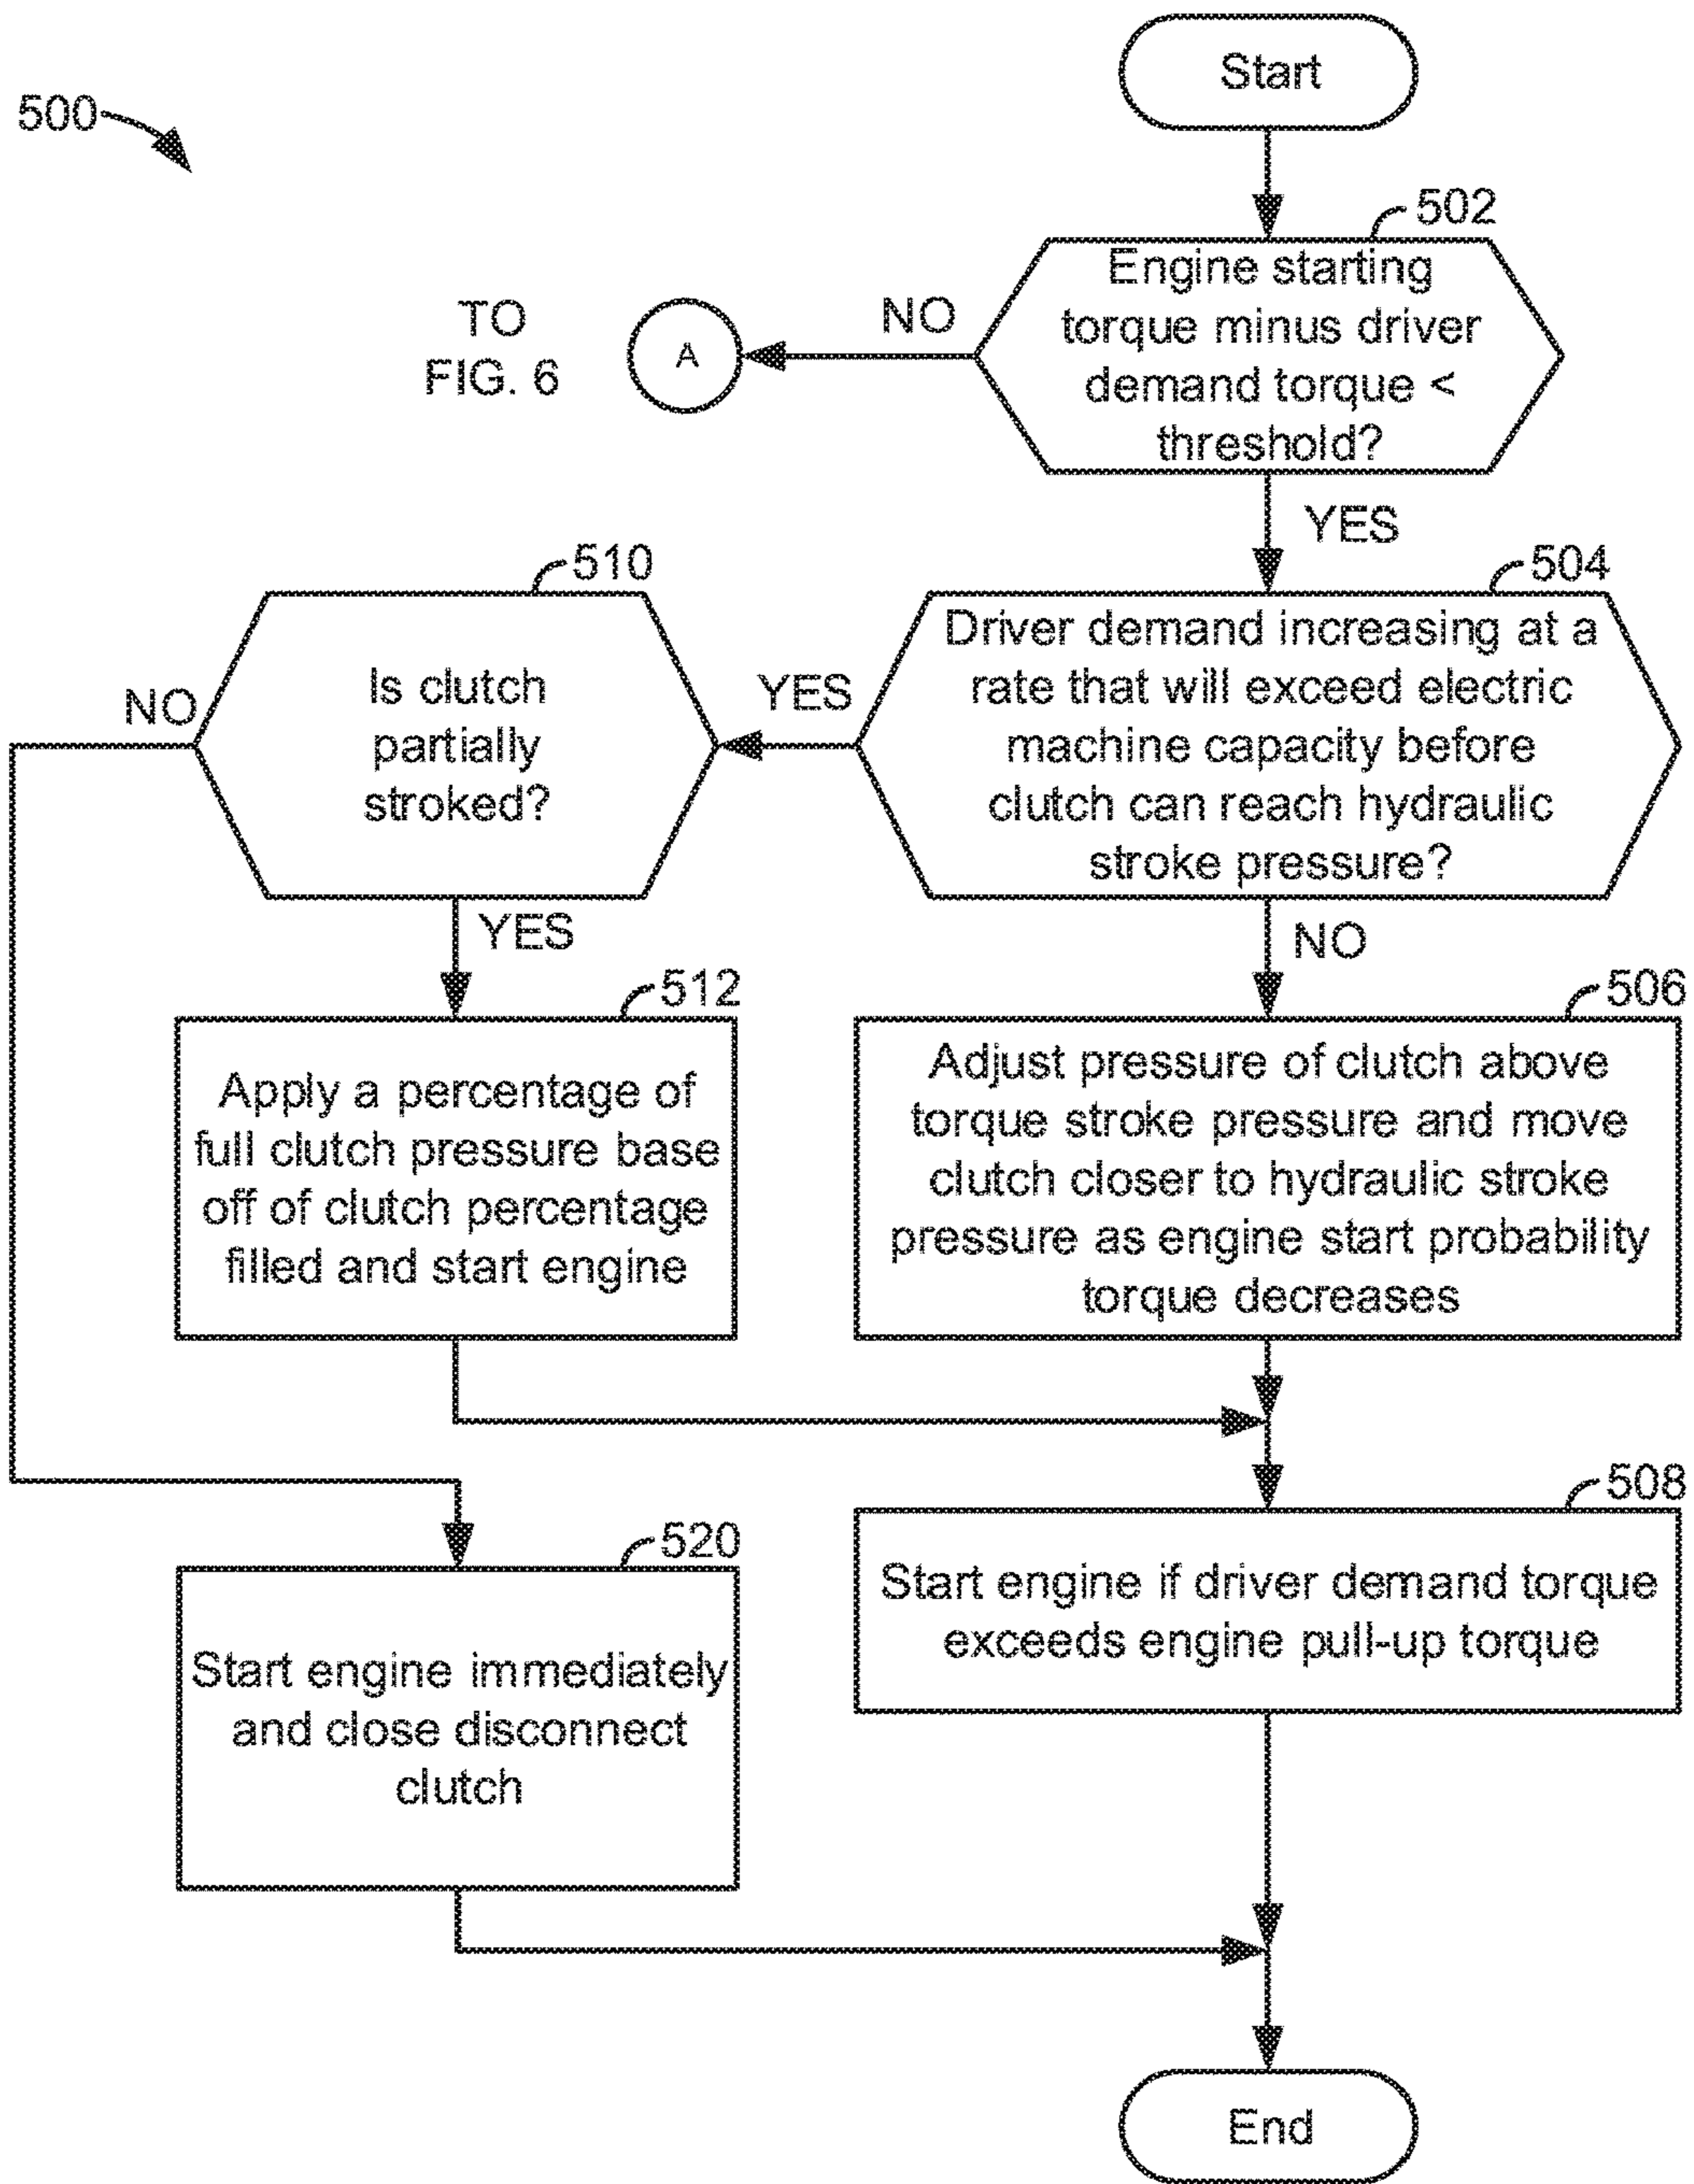 500
Start
502
Engine starting
torque minus driver
demand torque <
threshold?
NO
A
TO
FIG. 6
YES
504
Driver demand increasing at a
rate that will exceed electric
machine capacity before
clutch can reach hydraulic
stroke pressure?
YES
510
Is clutch
partially
stroked?
NO
YES
NO
512
Apply a percentage of
full clutch pressure base
off of clutch percentage
filled and start engine
506
Adjust pressure of clutch above
torque stroke pressure and move
clutch closer to hydraulic stroke
pressure as engine start probability
torque decreases
508
Start engine if driver demand torque
exceeds engine pull-up torque
520
Start engine immediately
and close disconnect
clutch
End